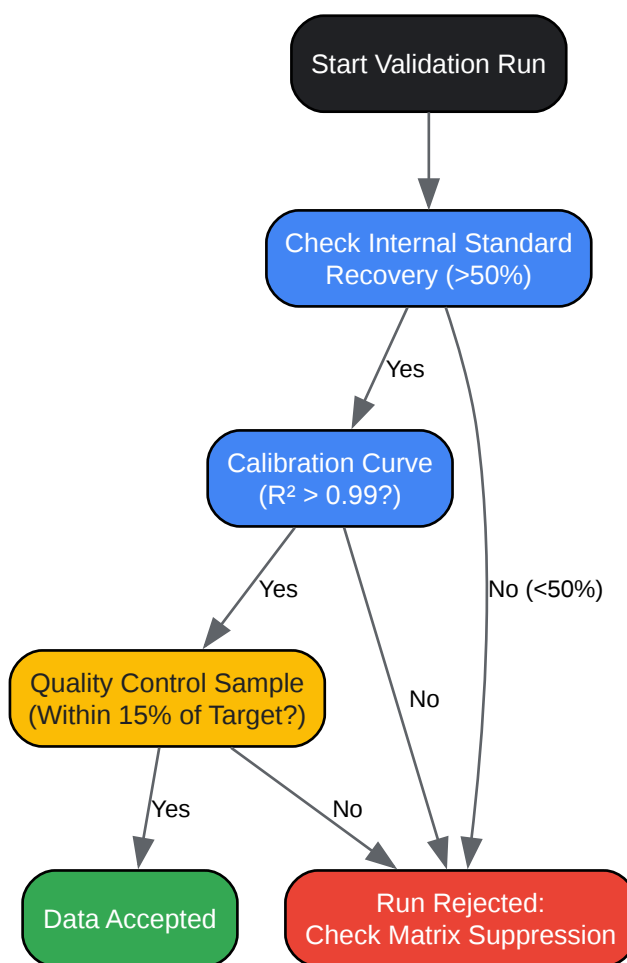 Start Validation Run
Check Internal Standard
Recovery (>50%)
Yes
Calibration Curve
(R² > 0.99?)
Yes
No (<50%)
Quality Control Sample
(Within 15% of Target?)
No
Yes
No
Data Accepted
Run Rejected:
Check Matrix Suppression